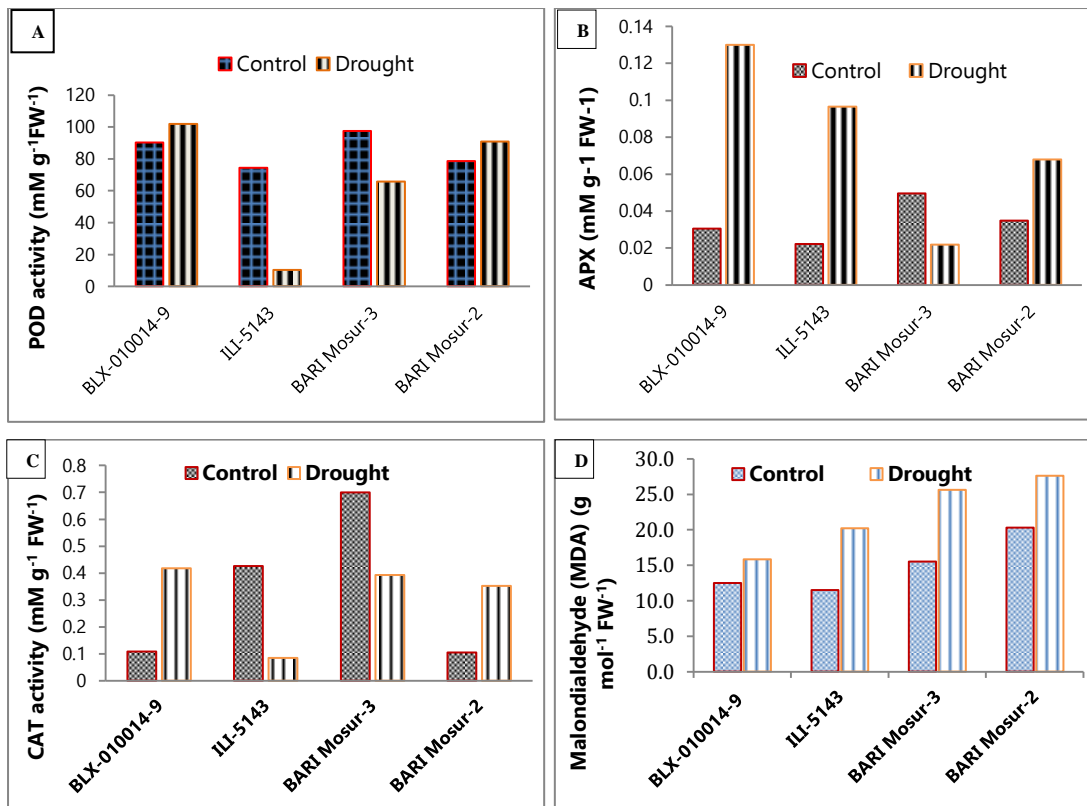 A
Control Drought
POD activity (mM g⁻¹FW⁻¹)
120
100
80
60
40
20
0
BLX-010014-9
ILI-5143
BARI Mosur-3
BARI Mosur-2
B
Control Drought
APX (mM g-1 FW-1)
0.14
0.12
0.1
0.08
0.06
0.04
0.02
0
BLX-010014-9
ILI-5143
BARI Mosur-3
BARI Mosur-2
C
Control Drought
CAT activity (mM g⁻¹ FW⁻¹)
0.8
0.7
0.6
0.5
0.4
0.3
0.2
0.1
0
BLX-010014-9
ILI-5143
BARI Mosur-3
BARI Mosur-2
D
Control Drought
Malondialdehyde (MDA) (g
mol⁻¹ FW⁻¹)
30.0
25.0
20.0
15.0
10.0
5.0
0.0
BLX-010014-9
ILI-5143
BARI Mosur-3
BARI Mosur-2